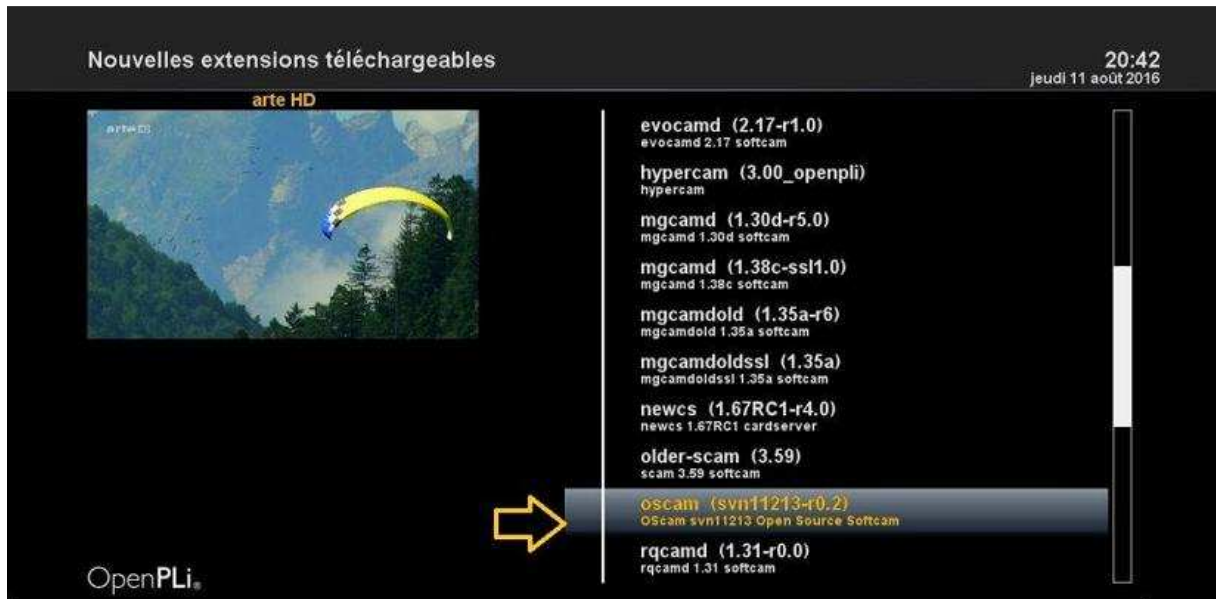 Nouvelles extensions téléchargeables
20:42
jeudi 11 août 2016
arte HD
arte HD
evocamd (2.17-r1.0)
evocamd 2.17 softcam
hypercam (3.00_openpli)
hypercam
mgcamd (1.30d-r5.0)
mgcamd 1.30d softcam
mgcamd (1.38c-ssl1.0)
mgcamd 1.38c softcam
mgcamdold (1.35a-r6)
mgcamdold 1.35a softcam
mgcamdoldssl (1.35a)
mgcamdoldssl 1.35a softcam
newcs (1.67RC1-r4.0)
newcs 1.67RC1 cardserver
older-scam (3.59)
scam 3.59 softcam
oscam (svn11213-r0.2)
OScam svn11213 Open Source Softcam
rqcamd (1.31-r0.0)
rqcamd 1.31 softcam
OpenPLi®